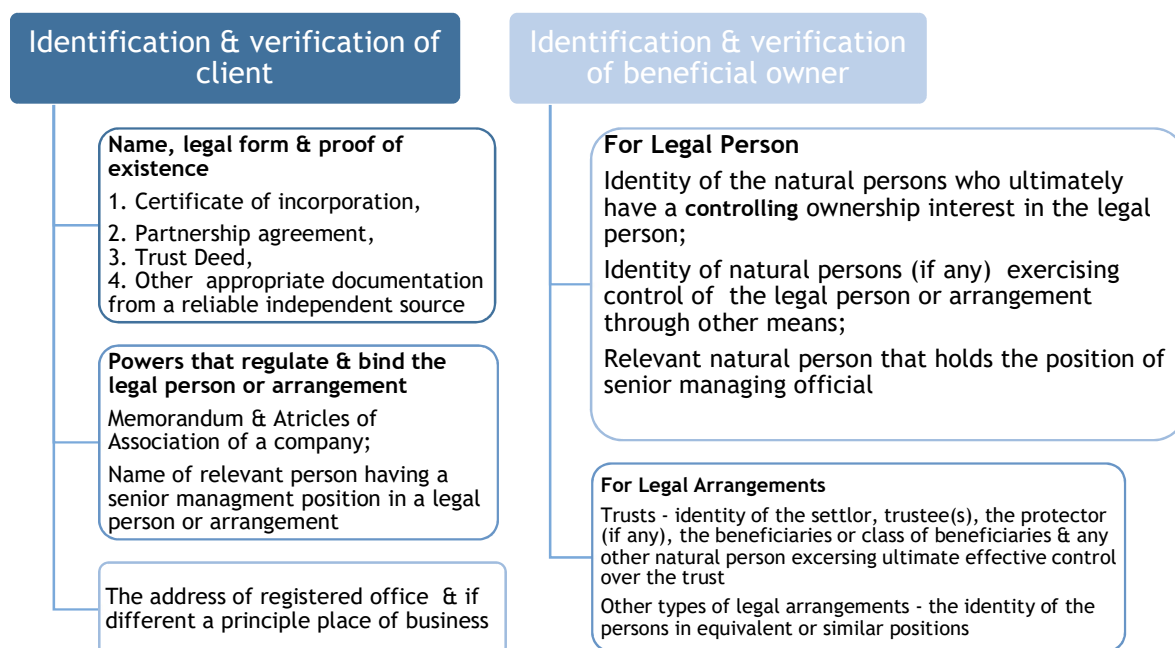 Identification & verification of
client
Name, legal form & proof of
existence
1. Certificate of incorporation,
2. Partnership agreement,
3. Trust Deed,
4. Other appropriate documentation
from a reliable independent source
Powers that regulate & bind the
legal person or arrangement
Memorandum & Atricles of
Association of a company;
Name of relevant person having a
senior managment position in a legal
person or arrangement
The address of registered office & if
different a principle place of business
Identification & verification
of beneficial owner
For Legal Person
Identity of the natural persons who ultimately
have a controlling ownership interest in the legal
person;
Identity of natural persons (if any) exercising
control of the legal person or arrangement
through other means;
Relevant natural person that holds the position of
senior managing official
For Legal Arrangements
Trusts - identity of the settlor, trustee(s), the protector
(if any), the beneficiaries or class of beneficiaries & any
other natural person excersing ultimate effective control
over the trust
Other types of legal arrangements - the identity of the
persons in equivalent or similar positions